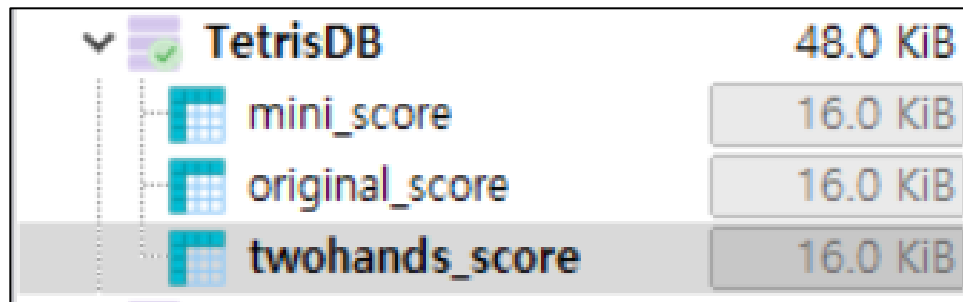 TetrisDB 48.0 KiB
mini_score 16.0 KiB
original_score 16.0 KiB
twohands_score 16.0 KiB